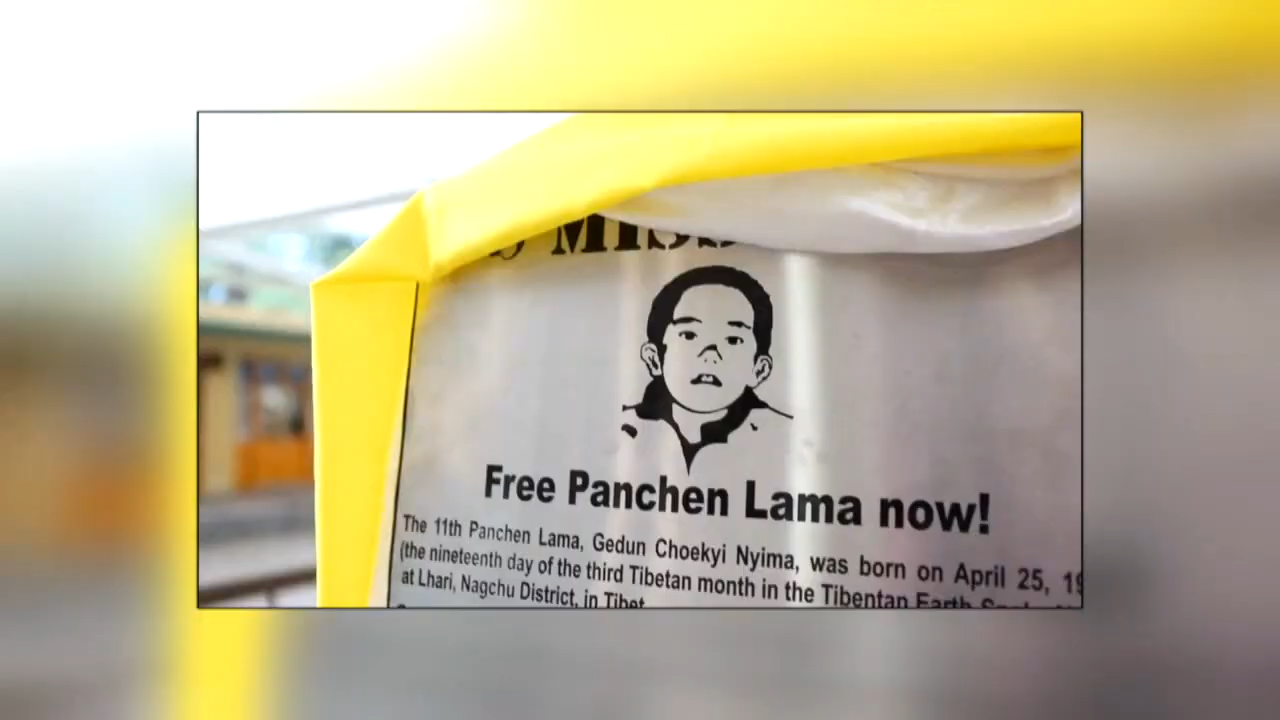 Free Panchen Lama now!
The 11th Panchen Lama, Gedun Choekyi Nyima, was born on April 25,
(the nineteenth day of the third Tibetan month in the Tibentan Earth
at Lhari, Nagchu District, in Tibet